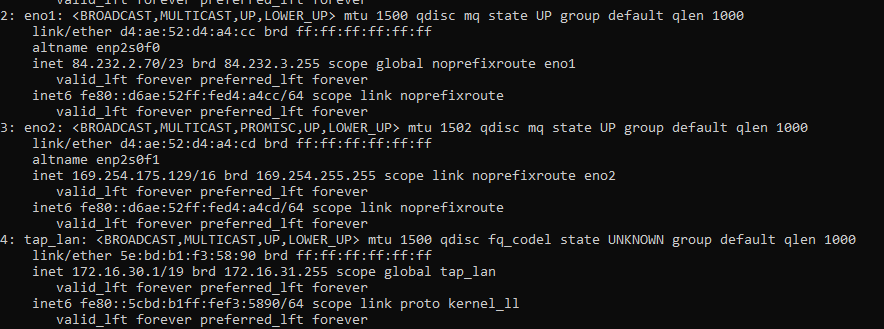 valid_lft forever preferred_lft forever
2: eno1: <BROADCAST,MULTICAST,UP,LOWER_UP> mtu 1500 qdisc mq state UP group default qlen 1000
link/ether d4:ae:52:d4:a4:cc brd ff:ff:ff:ff:ff:ff
altname enp2s0f0
inet 84.232.2.70/23 brd 84.232.3.255 scope global noprefixroute eno1
valid_lft forever preferred_lft forever
inet6 fe80::d6ae:52ff:fed4:a4cc/64 scope link noprefixroute
valid_lft forever preferred_lft forever
3: eno2: <BROADCAST,MULTICAST,PROMISC,UP,LOWER_UP> mtu 1502 qdisc mq state UP group default qlen 1000
link/ether d4:ae:52:d4:a4:cd brd ff:ff:ff:ff:ff:ff
altname enp2s0f1
inet 169.254.175.129/16 brd 169.254.255.255 scope link noprefixroute eno2
valid_lft forever preferred_lft forever
inet6 fe80::d6ae:52ff:fed4:a4cd/64 scope link noprefixroute
valid_lft forever preferred_lft forever
4: tap_lan: <BROADCAST,MULTICAST,UP,LOWER_UP> mtu 1500 qdisc fq_codel state UNKNOWN group default qlen 1000
link/ether 5e:bd:b1:f3:58:90 brd ff:ff:ff:ff:ff:ff
inet 172.16.30.1/19 brd 172.16.31.255 scope global tap_lan
valid_lft forever preferred_lft forever
inet6 fe80::5cbd:b1ff:fef3:5890/64 scope link proto kernel_ll
valid_lft forever preferred_lft forever